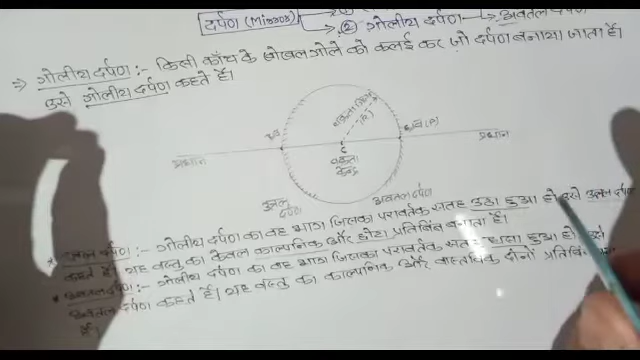 दर्पण (Mirror)
② गोलीय दर्पण → अवतल दर्पण
⇒ गोलीय दर्पण :- किसी काँच के खोखले गोले को कलई कर जो दर्पण बनाया जाता है।
उसे गोलीय दर्पण कहते हैं।
वक्रता त्रिज्या
(R)
ध्रुव
ध्रुव (P)
प्रधान
प्रधान
C
वक्रता
केन्द्र
उत्तल
दर्पण
अवतल दर्पण
* उत्तल दर्पण :- गोलीय दर्पण का वह भाग जिसका परावर्तक सतह उठा हुआ हो उसे उत्तल दर्पण
कहते हैं। यह वस्तु का केवल काल्पनिक और छोटा प्रतिबिंब बनाता है।
* अवतल दर्पण :- गोलीय दर्पण का वह भाग जिसका परावर्तक सतह धसा हुआ हो उसे
अवतल दर्पण कहते हैं। यह वस्तु का काल्पनिक और वास्तविक दोनों प्रतिबिंब
है।